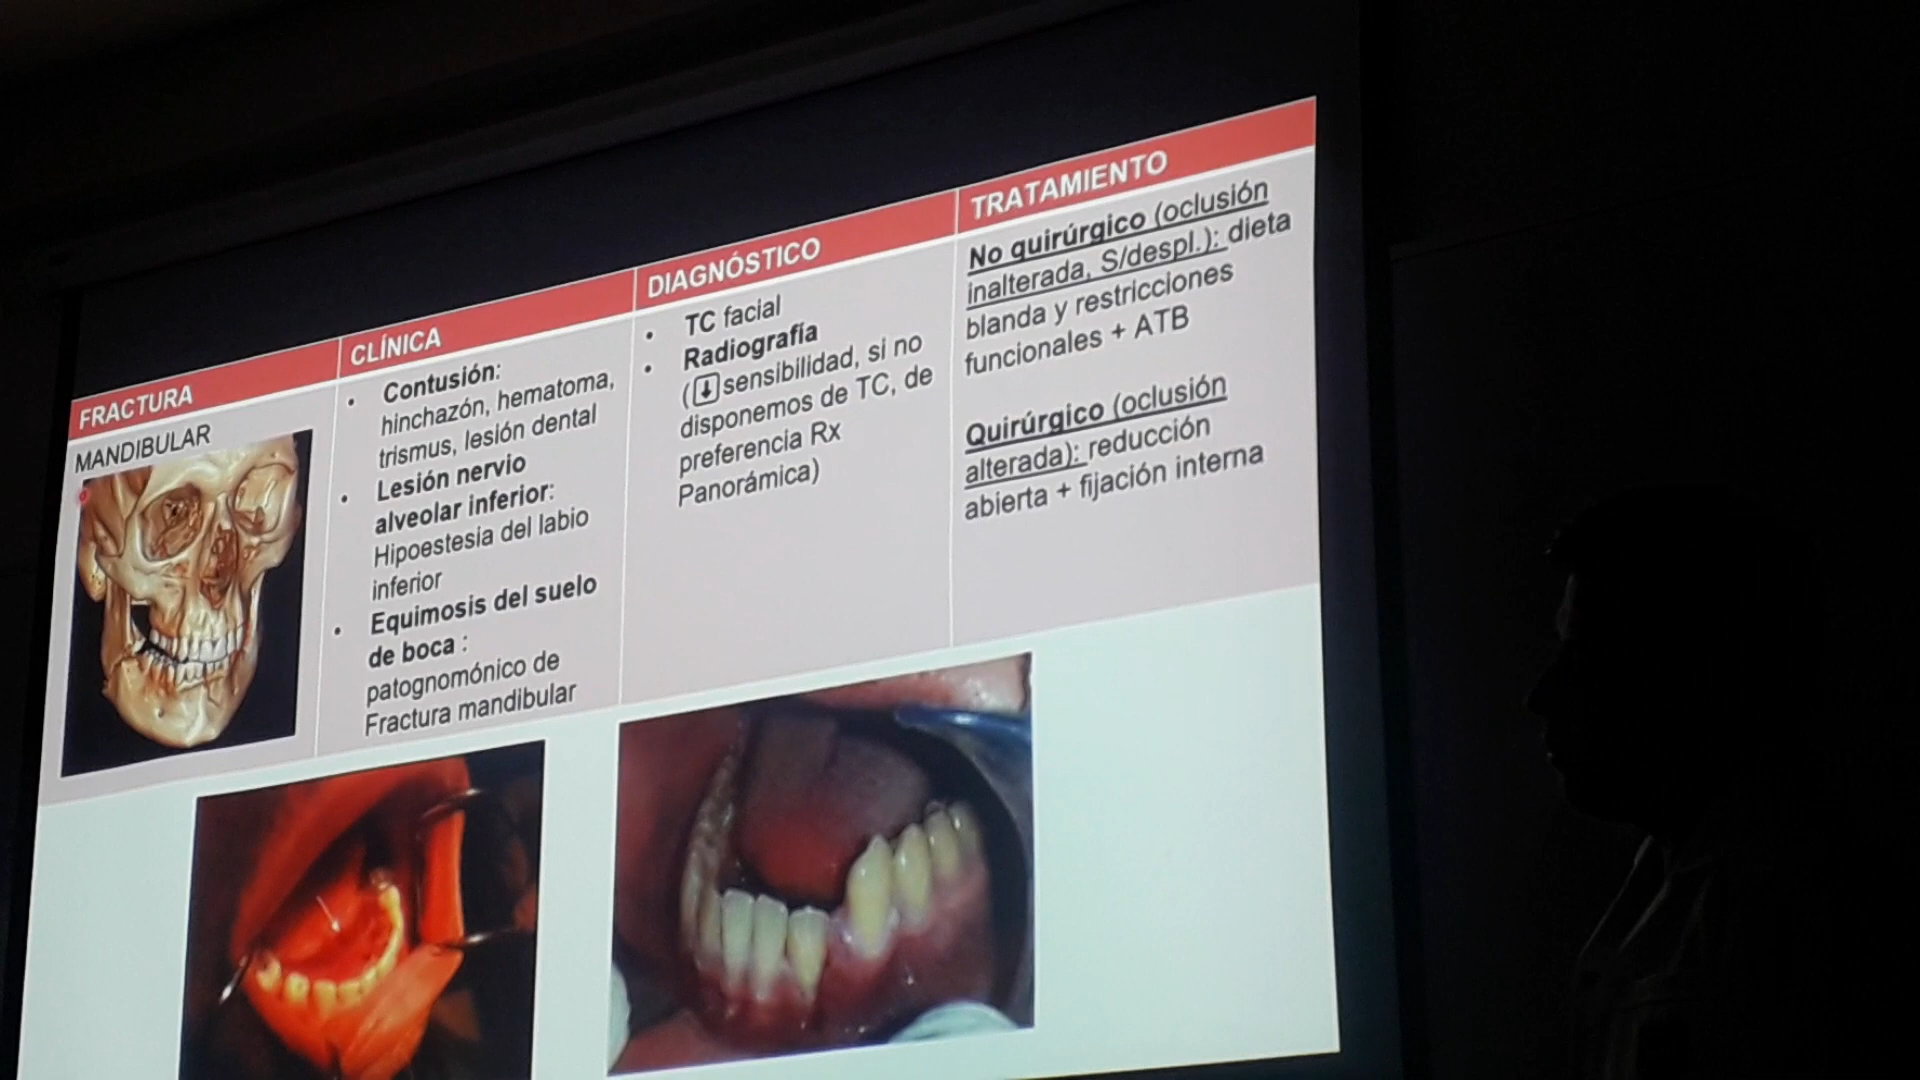 FRACTURA
CLÍNICA
DIAGNÓSTICO
TRATAMIENTO
MANDIBULAR
• Contusión:
hinchazón, hematoma,
trismus, lesión dental
• Lesión nervio
alveolar inferior:
Hipoestesia del labio
inferior
• Equimosis del suelo
de boca :
patognomónico de
Fractura mandibular
• TC facial
• Radiografía
(⬇sensibilidad, si no
disponemos de TC, de
preferencia Rx
Panorámica)
No quirúrgico (oclusión
inalterada, S/despl.): dieta
blanda y restricciones
funcionales + ATB
Quirúrgico (oclusión
alterada): reducción
abierta + fijación interna